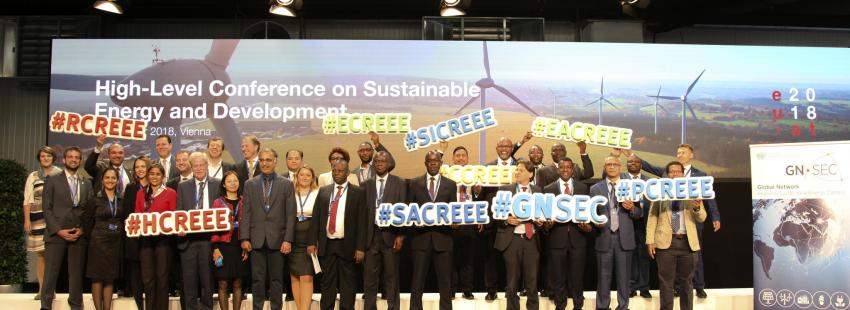 High-Level Conference on Sustainable
Energy and Development
2018, Vienna
eu
20
18
.at
#RCREEE
#ECREEE
#SICREEE
#EACREEE
#CCREEE
#HCREEE
#SACREEE
#GNSEC
#PCREEE
GN-SEC
Global Network